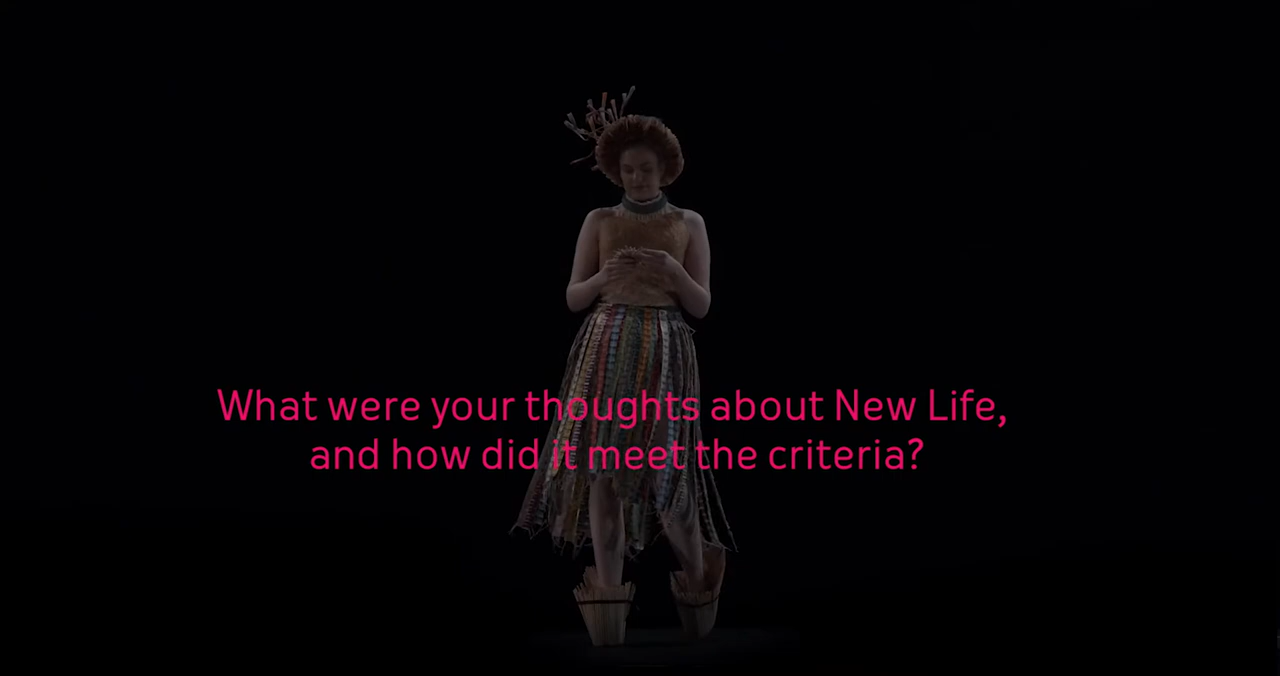 What were your thoughts about New Life,
and how did it meet the criteria?